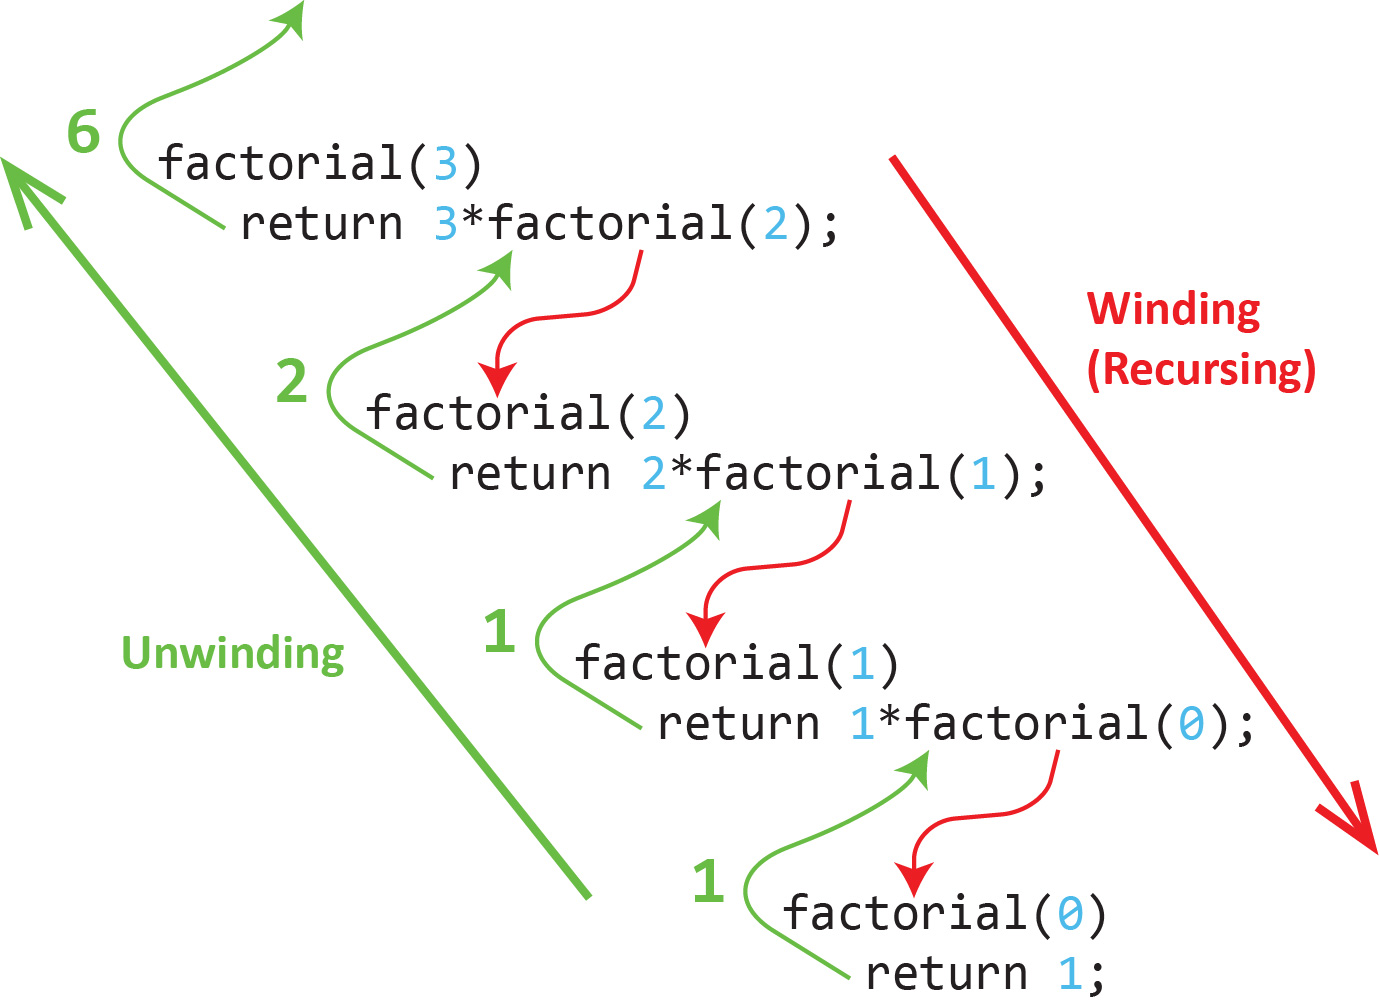 6
factorial(3)
return 3*factorial(2);
Winding
(Recursing)
2
factorial(2)
return 2*factorial(1);
Unwinding
1
factorial(1)
return 1*factorial(0);
1
factorial(0)
return 1;